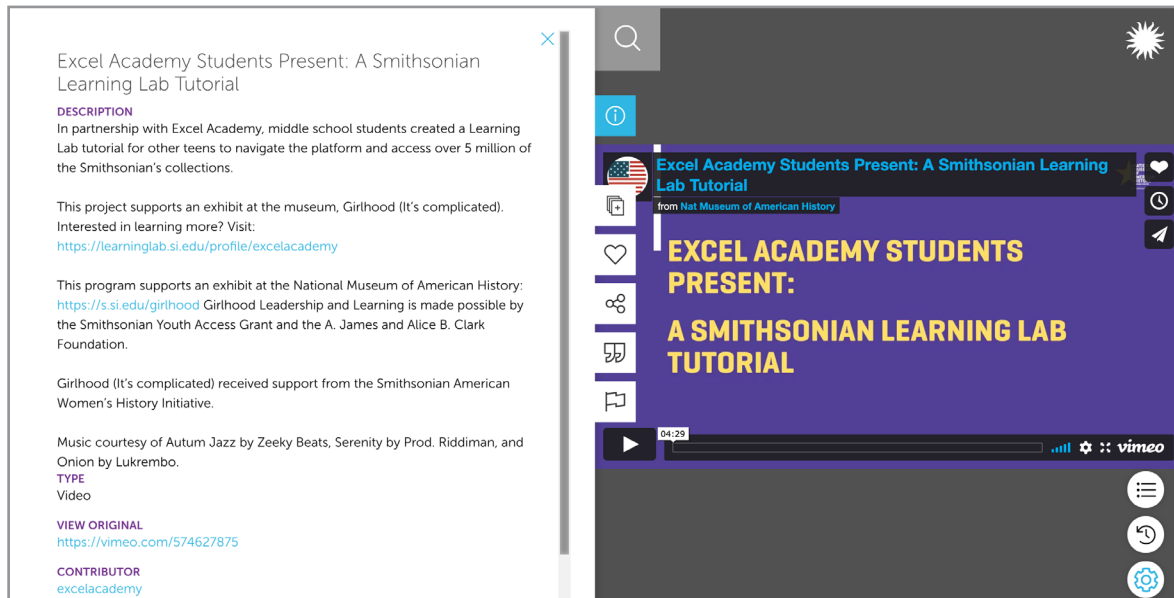 Excel Academy Students Present: A Smithsonian
Learning Lab Tutorial
DESCRIPTION
In partnership with Excel Academy, middle school students created a Learning
Lab tutorial for other teens to navigate the platform and access over 5 million of
the Smithsonian's collections.
This project supports an exhibit at the museum, Girlhood (It's complicated).
Interested in learning more? Visit:
https://learninglab.si.edu/profile/excelacademy
This program supports an exhibit at the National Museum of American History:
https://s.si.edu/girlhood Girlhood Leadership and Learning is made possible by
the Smithsonian Youth Access Grant and the A. James and Alice B. Clark
Foundation.
Girlhood (It's complicated) received support from the Smithsonian American
Women's History Initiative.
Music courtesy of Autum Jazz by Zeeky Beats, Serenity by Prod. Riddiman, and
Onion by Lukrembo.
TYPE
Video
VIEW ORIGINAL
https://vimeo.com/574627875
CONTRIBUTOR
excelacademy
Excel Academy Students Present: A Smithsonian Learning
Lab Tutorial
from Nat Museum of American History
EXCEL ACADEMY STUDENTS
PRESENT:
A SMITHSONIAN LEARNING LAB
TUTORIAL
04:29
vimeo